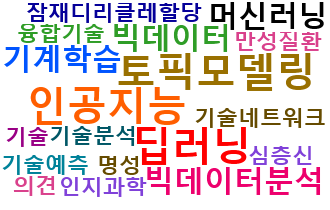 잠재디리클레할당 머신러닝
융합기술 빅데이터 만성질환
기계학습 토픽모델링
인공지능 기술네트워크
기술 기술분석 딥러닝 심층신
기술예측 명성
의견 인지과학 빅데이터분석